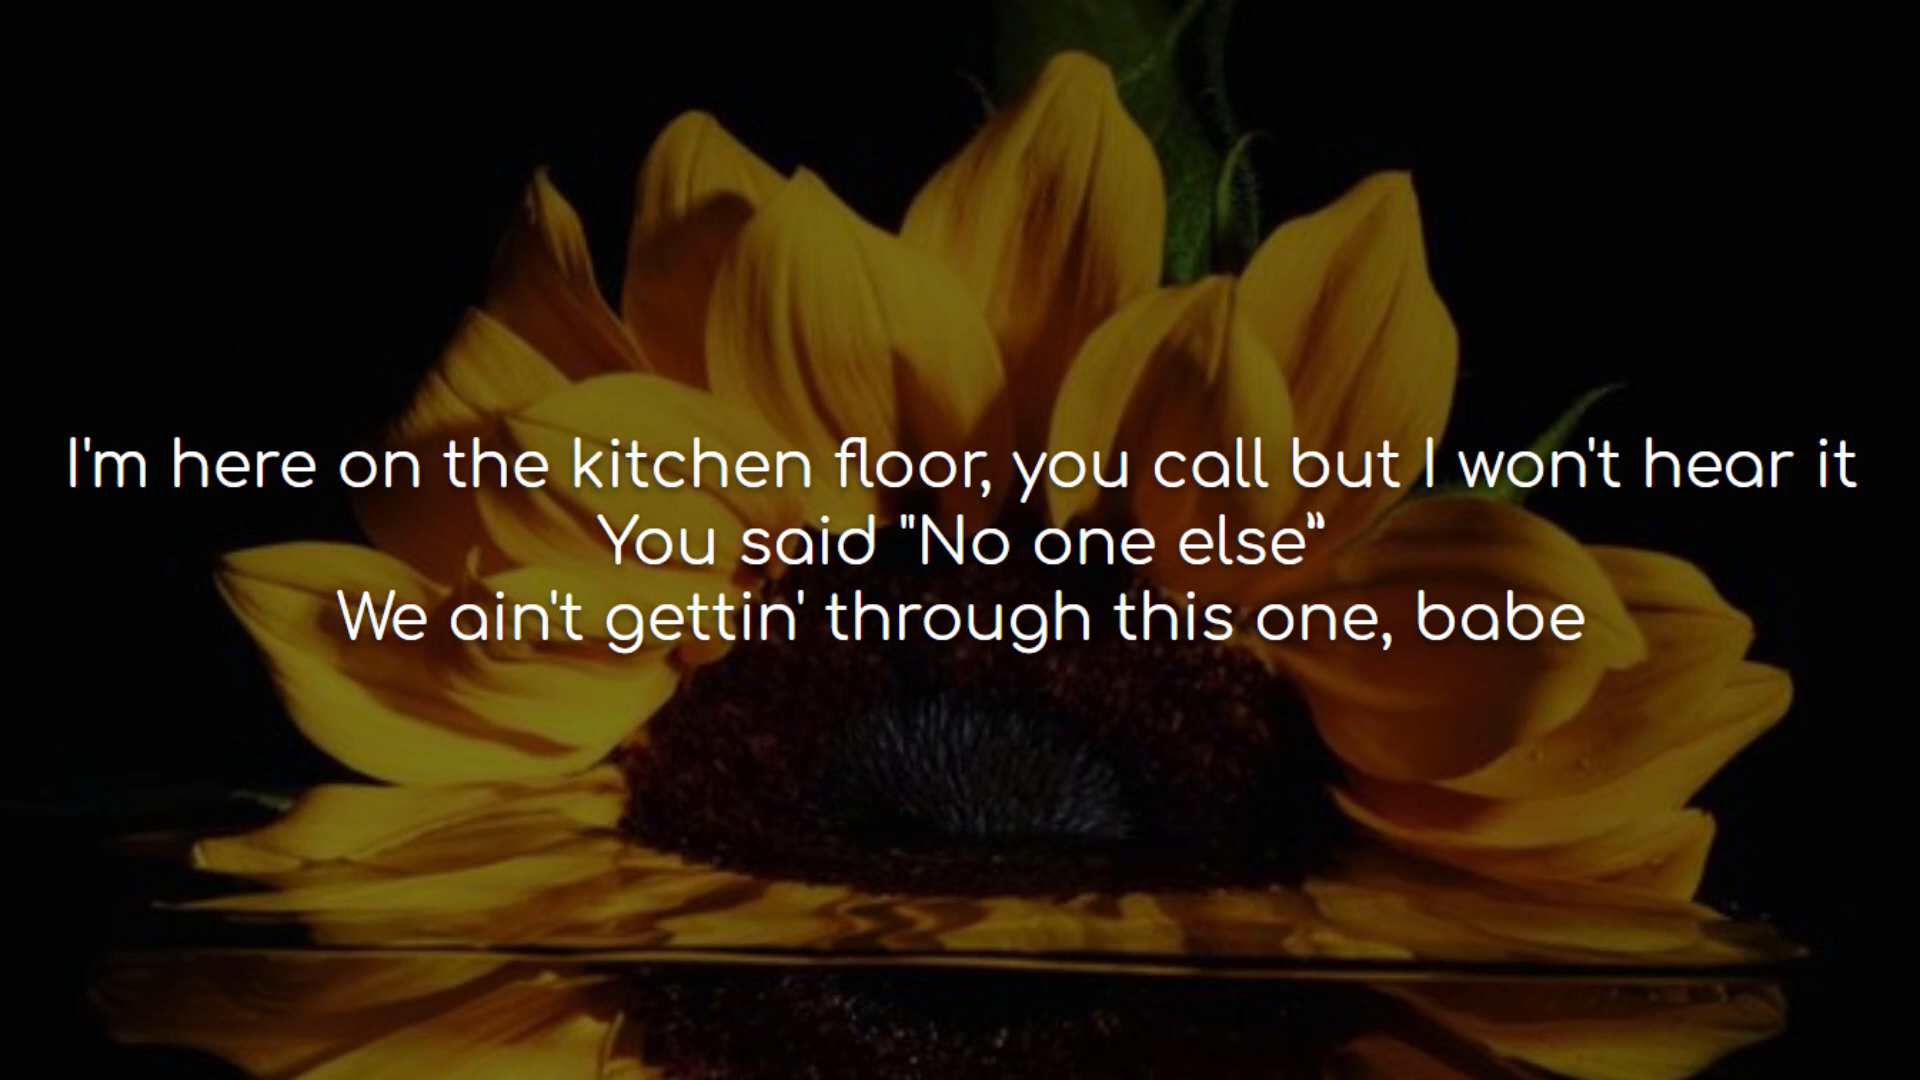 I'm here on the kitchen floor, you call but I won't hear it
You said "No one else”
We ain't gettin' through this one, babe